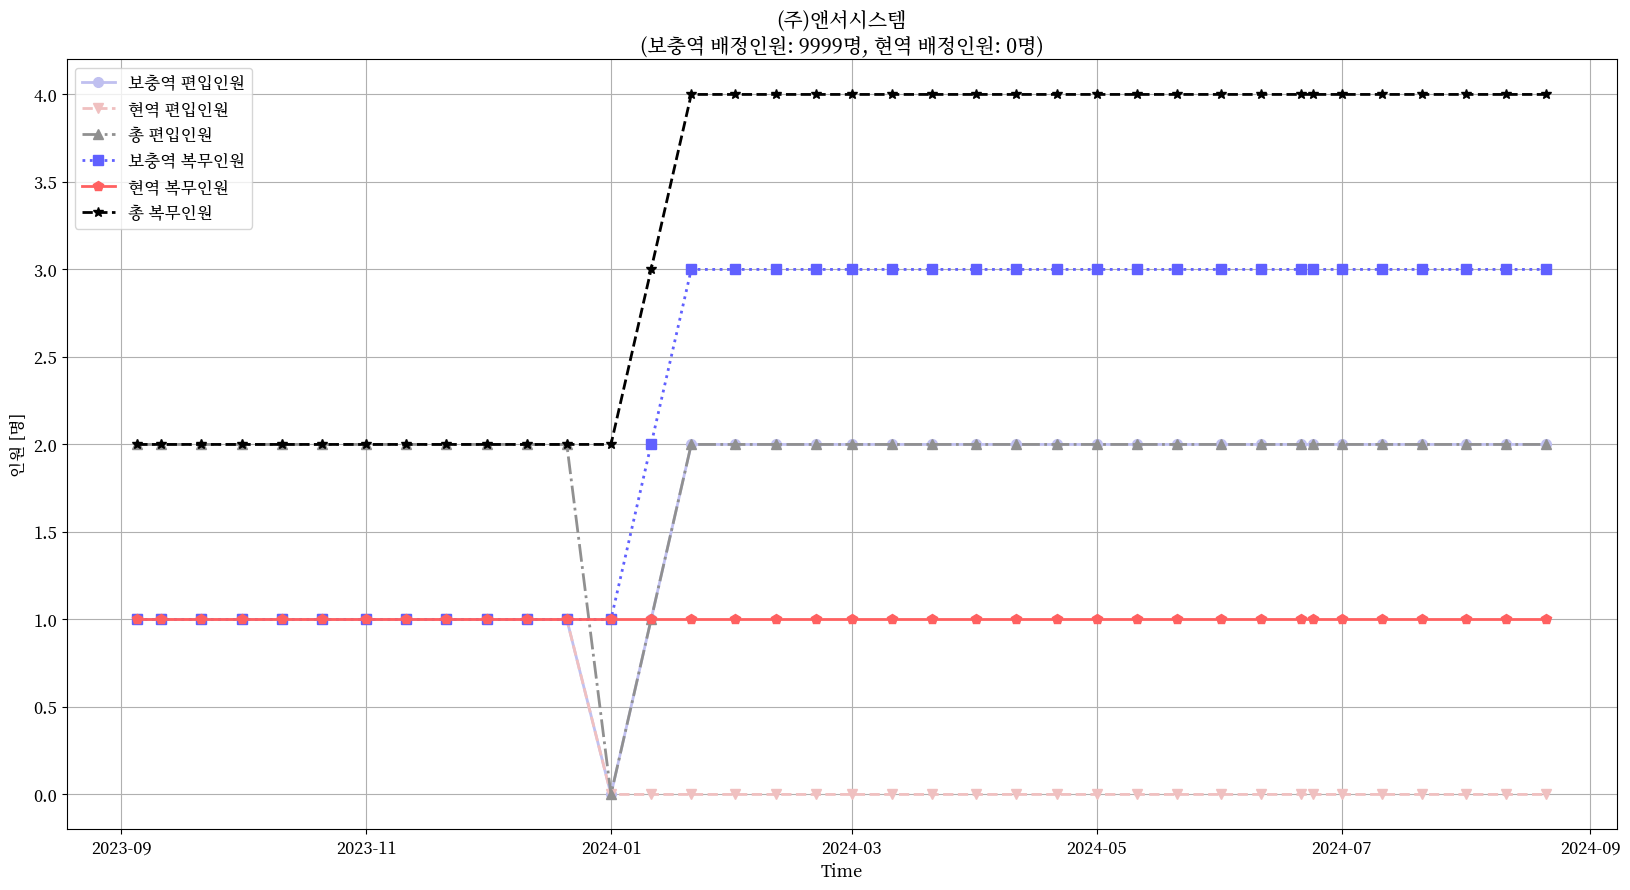 (주)앤서시스템
(보충역 배정인원: 9999명, 현역 배정인원: 0명)
보충역 편입인원
현역 편입인원
총 편입인원
보충역 복무인원
현역 복무인원
총 복무인원
인원 [명]
4.0
3.5
3.0
2.5
2.0
1.5
1.0
0.5
0.0
2023-09
2023-11
2024-01
2024-03
2024-05
2024-07
2024-09
Time